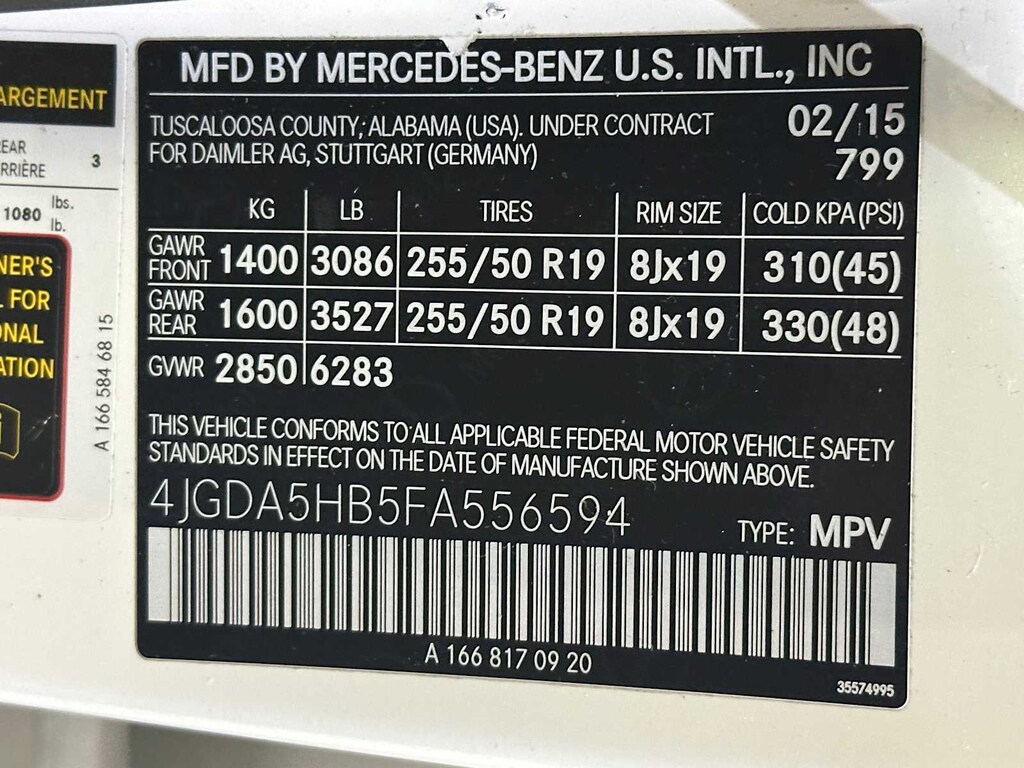 ARGEMENT
REAR
RRIÈRE 3
1080 lbs.
lb.
NER'S
FOR
ONAL
ATION
A 166 584 68 15
MFD BY MERCEDES-BENZ U.S. INTL., INC
TUSCALOOSA COUNTY, ALABAMA (USA). UNDER CONTRACT 02/15
FOR DAIMLER AG, STUTTGART (GERMANY) 799
KG LB TIRES RIM SIZE COLD KPA (PSI)
GAWR FRONT 1400 3086 255/50 R19 8Jx19 310(45)
GAWR REAR 1600 3527 255/50 R19 8Jx19 330(48)
GVWR 2850 6283
THIS VEHICLE CONFORMS TO ALL APPLICABLE FEDERAL MOTOR VEHICLE SAFETY
STANDARDS IN EFFECT ON THE DATE OF MANUFACTURE SHOWN ABOVE.
4JGDA5HB5FA556594 TYPE: MPV
A 166 817 09 20
35574995